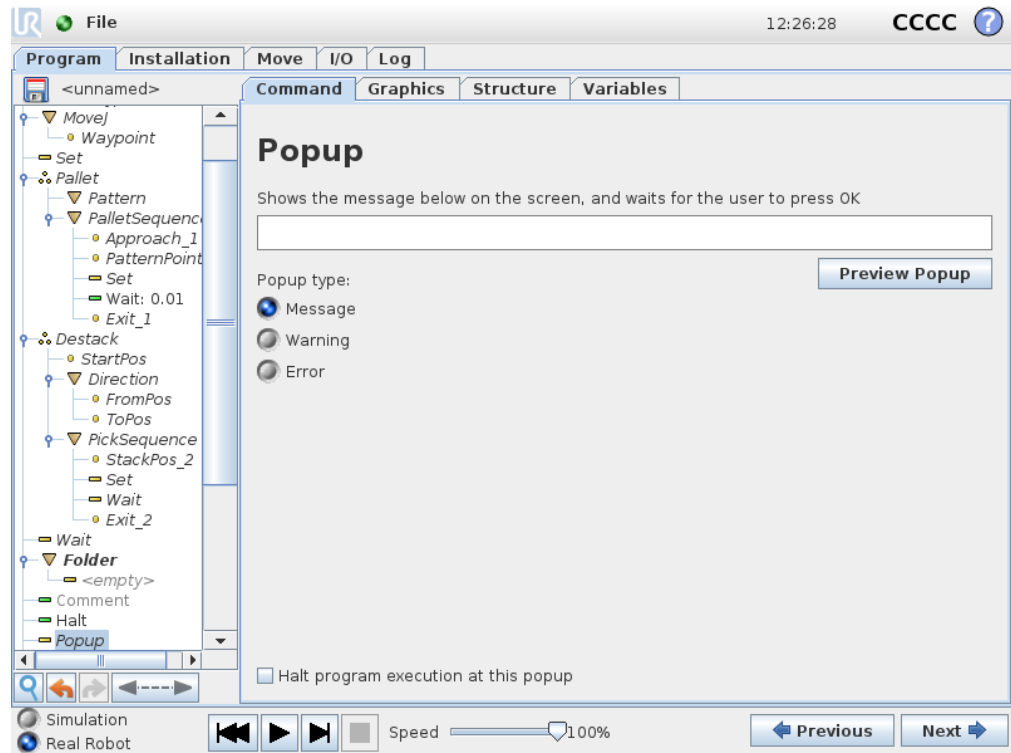 UR File 12:26:28 CCCC ?
Program Installation Move I/O Log
<unnamed>
Command Graphics Structure Variables
MoveJ
Waypoint
Set
Pallet
Pattern
PalletSequenc
Approach_1
PatternPoint
Set
Wait: 0.01
Exit_1
Destack
StartPos
Direction
FromPos
ToPos
PickSequence
StackPos_2
Set
Wait
Exit_2
Wait
Folder
<empty>
Comment
Halt
Popup
Popup
Shows the message below on the screen, and waits for the user to press OK
Preview Popup
Popup type:
Message
Warning
Error
Halt program execution at this popup
Simulation
Real Robot
Speed 100%
Previous Next